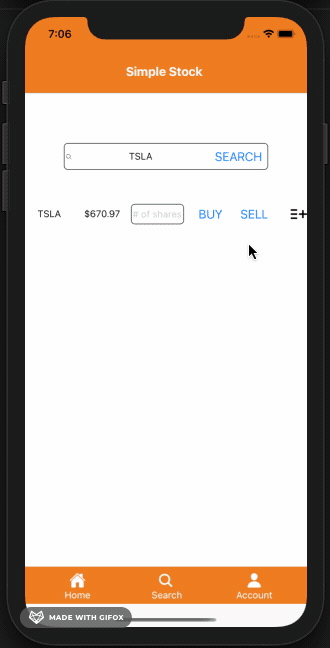 7:06
Simple Stock
TSLA SEARCH
TSLA $670.97 # of shares BUY SELL
Home Search Account
MADE WITH GIFOX